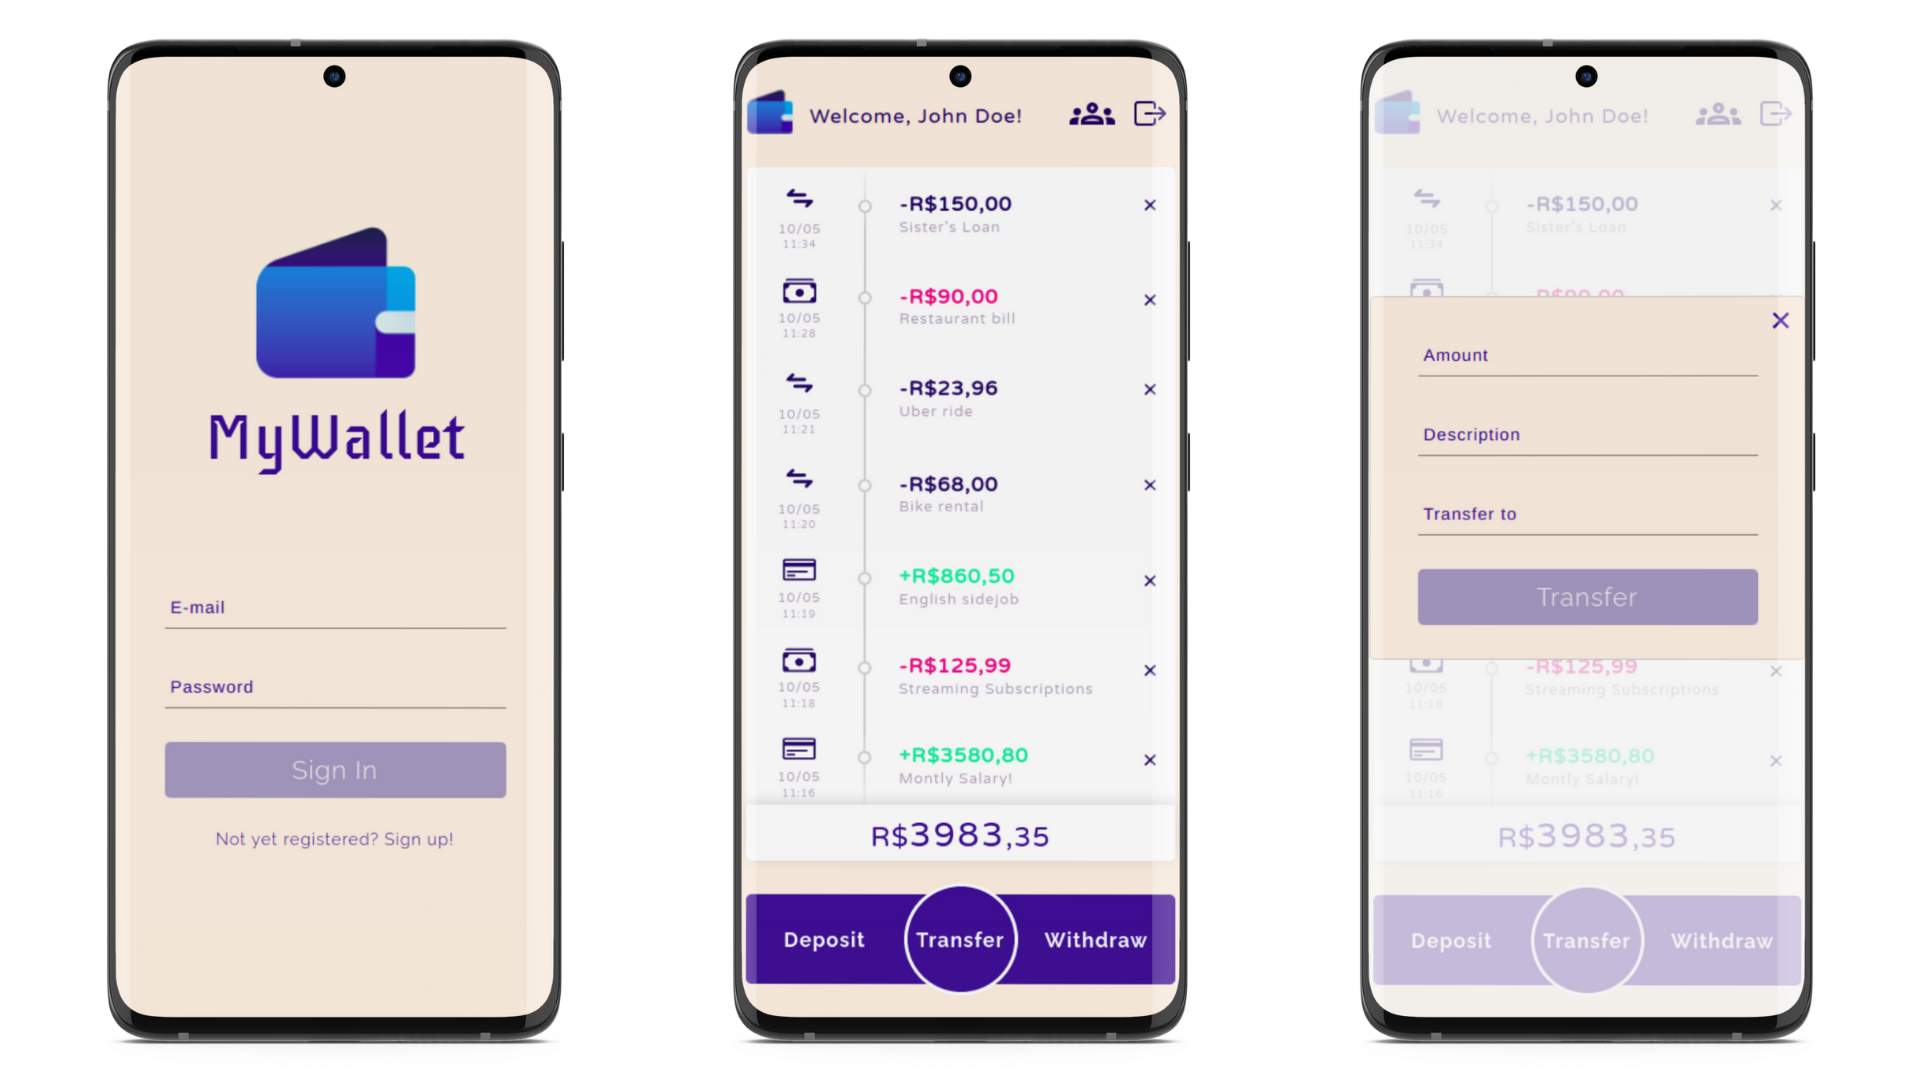 MyWallet
E-mail
Password
Sign In
Not yet registered? Sign up!
Welcome, John Doe!
-R$150,00
Sister's Loan
10/05
11:34
-R$90,00
Restaurant bill
10/05
11:28
-R$23,96
Uber ride
10/05
11:21
-R$68,00
Bike rental
10/05
11:20
+R$860,50
English sidejob
10/05
11:19
-R$125,99
Streaming Subscriptions
10/05
11:18
+R$3580,80
Montly Salary!
10/05
11:16
R$3983,35
Deposit
Transfer
Withdraw
Welcome, John Doe!
-R$150,00
Sister's Loan
10/05
11:34
-R$90,00
Amount
Description
Transfer to
Transfer
-R$125,99
Streaming Subscriptions
10/05
11:18
+R$3580,80
Montly Salary!
10/05
11:16
R$3983,35
Deposit
Transfer
Withdraw